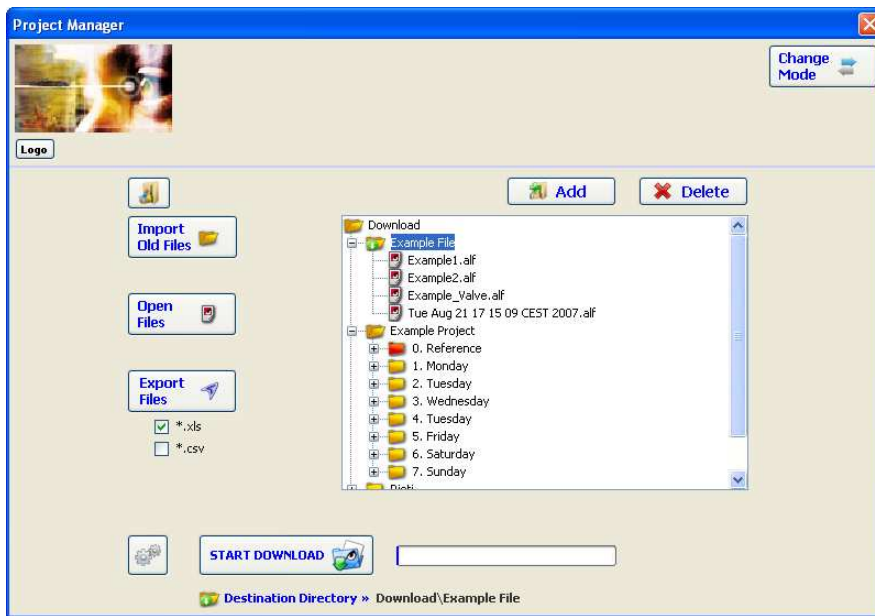 Project Manager
Change
Mode
Logo
Add
Delete
Import
Old Files
Open
Files
Export
Files
*.xls
*.csv
Download
Example File
Example1.alf
Example2.alf
Example_Valve.alf
Tue Aug 21 17 15 09 CEST 2007.alf
Example Project
0. Reference
1. Monday
2. Tuesday
3. Wednesday
4. Tuesday
5. Friday
6. Saturday
7. Sunday
START DOWNLOAD
Destination Directory » Download\Example File